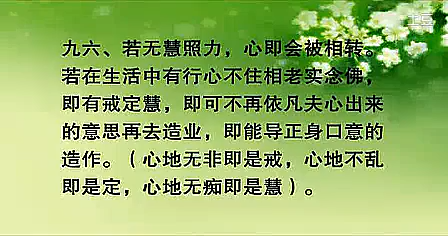 九六、若无慧照力，心即会被相转。
若在生活中有行心不住相老实念佛，
即有戒定慧，即可不再依凡夫心出来
的意思再去造业，即能导正身口意的
造作。（心地无非即是戒，心地不乱
即是定，心地无痴即是慧）。